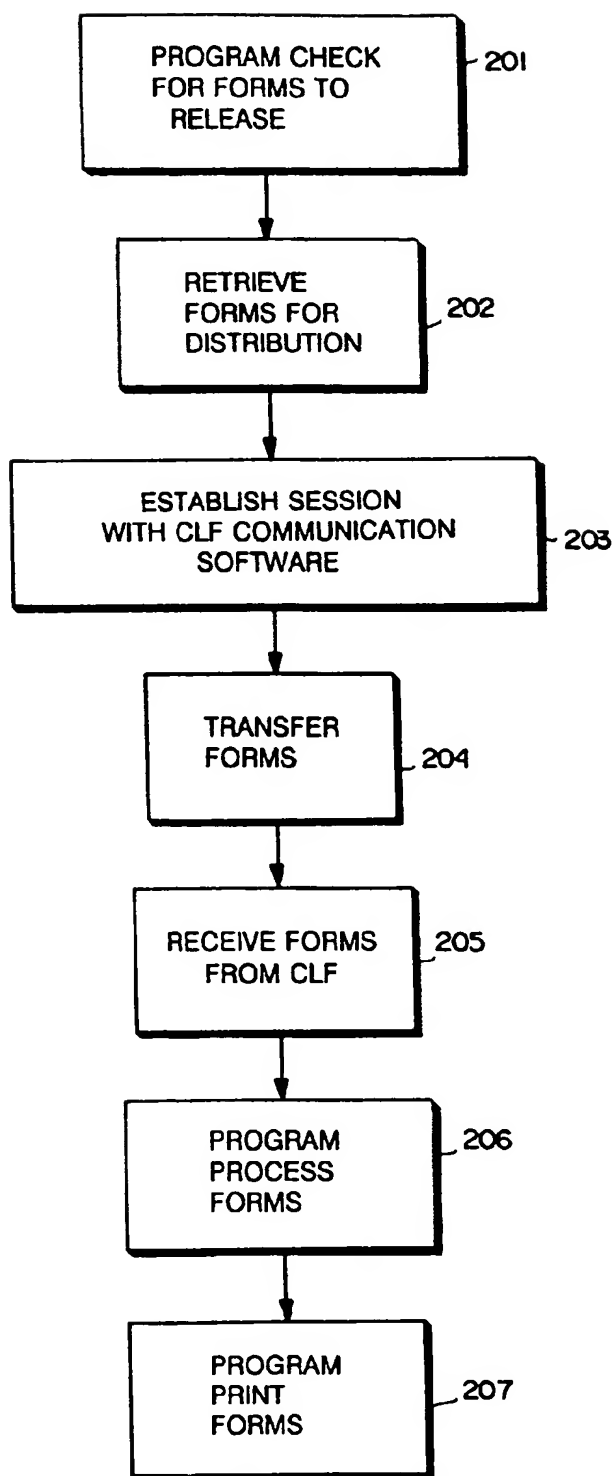 PROGRAM CHECK
FOR FORMS TO
RELEASE
201
RETRIEVE
FORMS FOR
DISTRIBUTION
202
ESTABLISH SESSION
WITH CLF COMMUNICATION
SOFTWARE
203
TRANSFER
FORMS
204
RECEIVE FORMS
FROM CLF
205
PROGRAM
PROCESS
FORMS
206
PROGRAM
PRINT
FORMS
207